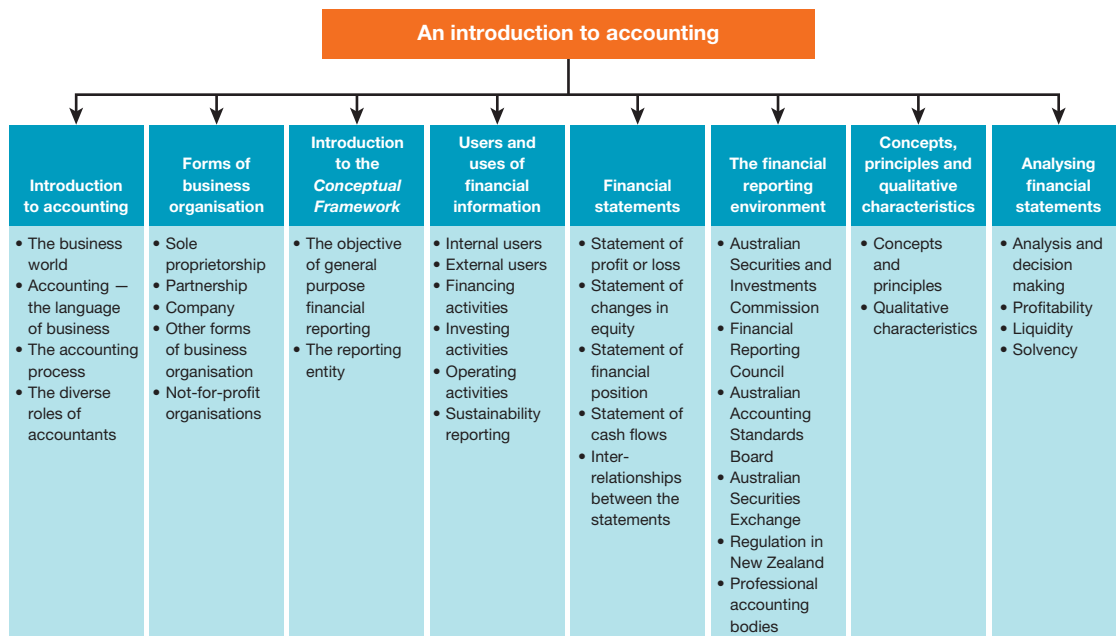 An introduction to accounting
Introduction
to accounting
• The business
world
• Accounting —
the language
of business
• The accounting
process
• The diverse
roles of
accountants
Forms of
business
organisation
• Sole
proprietorship
• Partnership
• Company
• Other forms
of business
organisation
• Not-for-profit
organisations
Introduction
to the
Conceptual
Framework
• The objective
of general
purpose
financial
reporting
• The reporting
entity
Users and
uses of
financial
information
• Internal users
• External users
• Financing
activities
• Investing
activities
• Operating
activities
• Sustainability
reporting
Financial
statements
• Statement of
profit or loss
• Statement of
changes in
equity
• Statement of
financial
position
• Statement of
cash flows
• Inter-
relationships
between the
statements
The financial
reporting
environment
• Australian
Securities and
Investments
Commission
• Financial
Reporting
Council
• Australian
Accounting
Standards
Board
• Australian
Securities
Exchange
• Regulation in
New Zealand
• Professional
accounting
bodies
Concepts,
principles and
qualitative
characteristics
• Concepts
and
principles
• Qualitative
characteristics
Analysing
financial
statements
• Analysis and
decision
making
• Profitability
• Liquidity
• Solvency